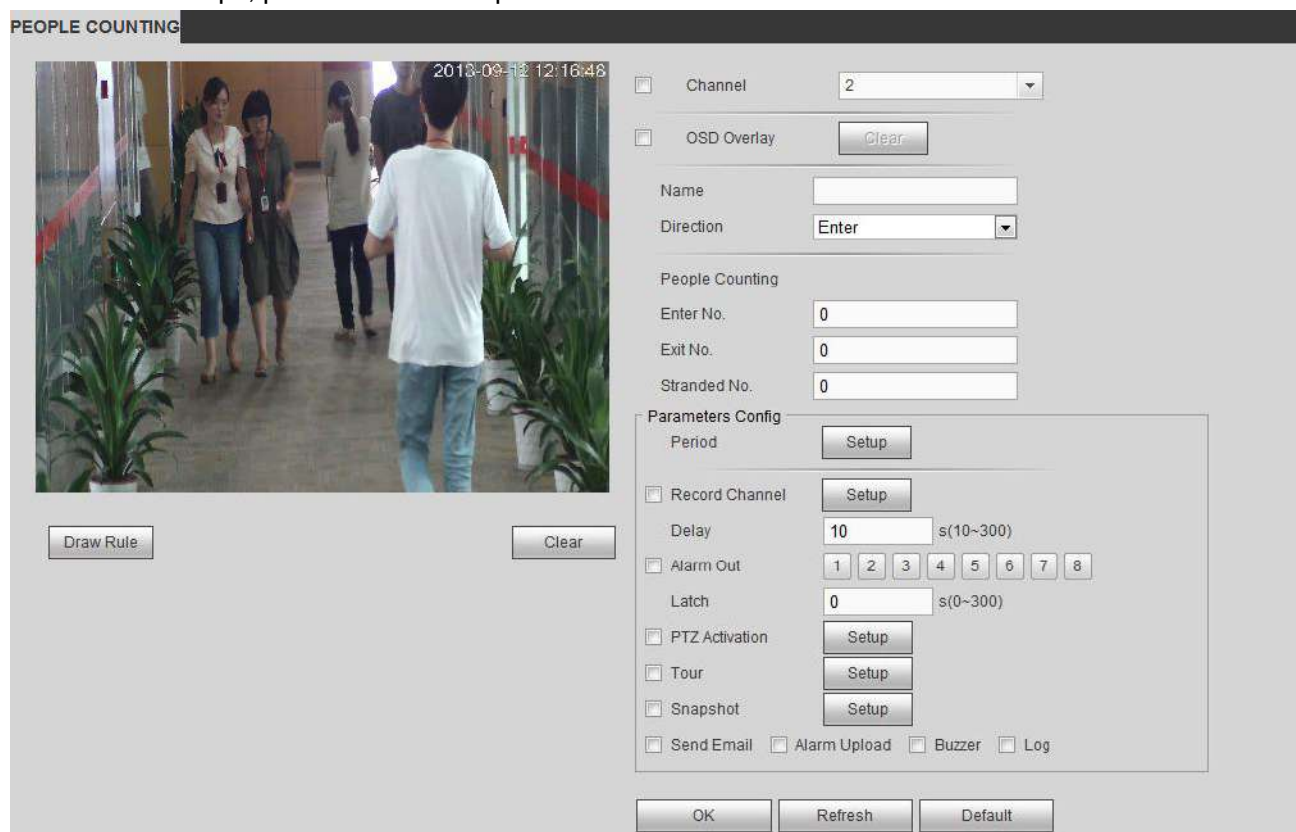 PEOPLE COUNTING
2013-09-12 12:16:46
Channel 2
OSD Overlay Clear
Name
Direction Enter
People Counting
Enter No. 0
Exit No. 0
Stranded No. 0
Parameters Config
Period Setup
Record Channel Setup
Delay 10 s(10~300)
Alarm Out 1 2 3 4 5 6 7 8
Latch 0 s(0~300)
PTZ Activation Setup
Tour Setup
Snapshot Setup
Send Email Alarm Upload Buzzer Log
Draw Rule Clear
OK Refresh Default